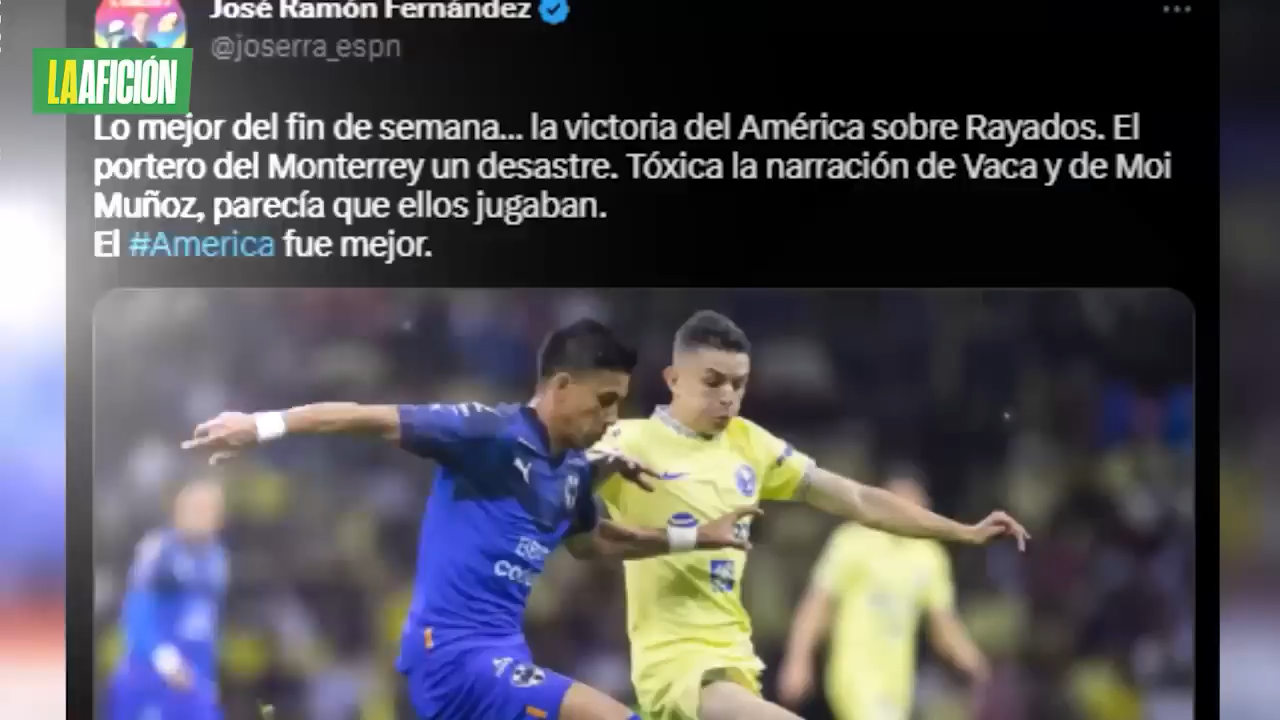 José Ramón Fernández
@joserra_espn
LAAFICIÓN
Lo mejor del fin de semana... la victoria del América sobre Rayados. El
portero del Monterrey un desastre. Tóxica la narración de Vaca y de Moi
Muñoz, parecía que ellos jugaban.
El #America fue mejor.